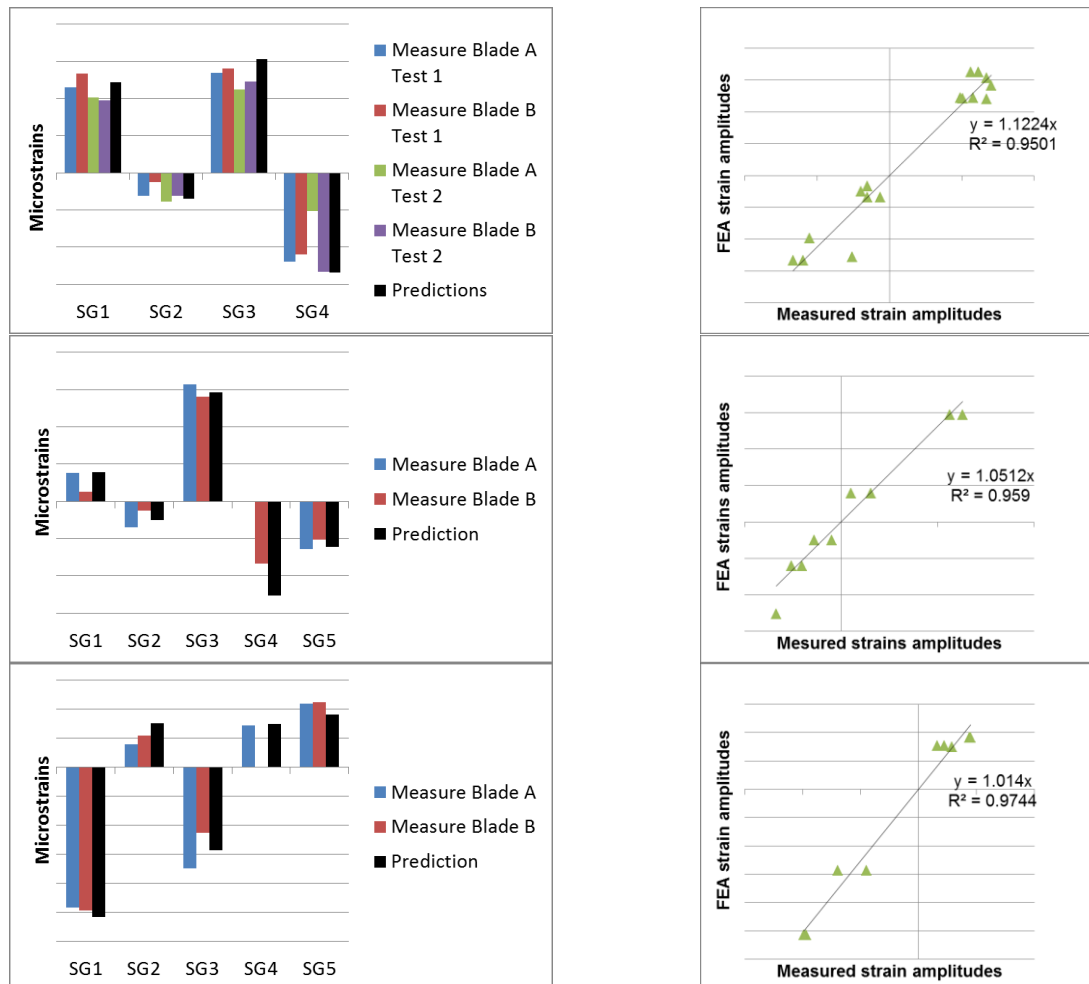 Microstrains
Measure Blade A
Test 1
Measure Blade B
Test 1
Measure Blade A
Test 2
Measure Blade B
Test 2
Predictions
SG1 SG2 SG3 SG4
FEA strain amplitudes
y = 1.1224x
R² = 0.9501
Measured strain amplitudes
Microstrains
Measure Blade A
Measure Blade B
Prediction
SG1 SG2 SG3 SG4 SG5
FEA strains amplitudes
y = 1.0512x
R² = 0.959
Mesured strains amplitudes
Microstrains
Measure Blade A
Measure Blade B
Prediction
SG1 SG2 SG3 SG4 SG5
FEA strain amplitudes
y = 1.014x
R² = 0.9744
Measured strain amplitudes